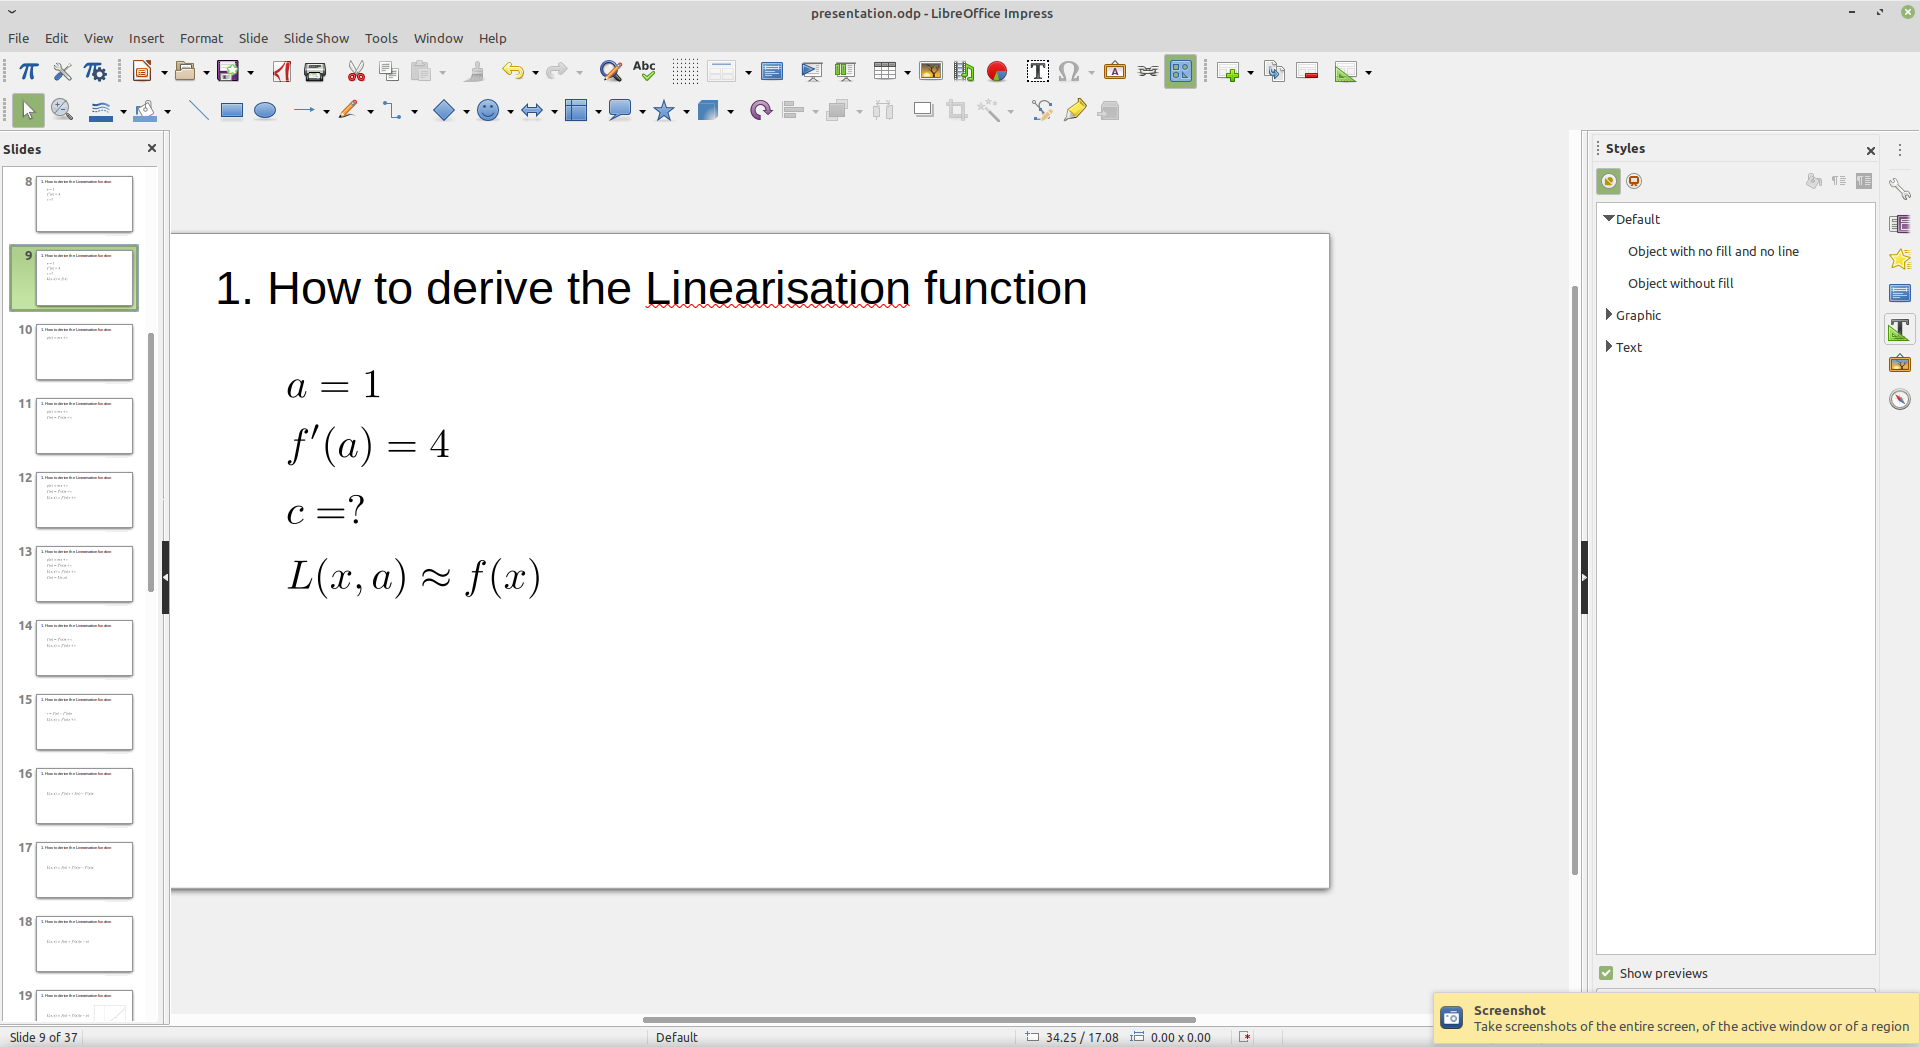 presentation.odp - LibreOffice Impress
File Edit View Insert Format Slide Slide Show Tools Window Help
Abc
Slides
8
9
10
11
12
13
14
15
16
17
18
19
1. How to derive the Linearisation function
a = 1
f′(a) = 4
c =?
L(x, a) ≈ f(x)
Styles
Default
Object with no fill and no line
Object without fill
Graphic
Text
Show previews
Screenshot
Take screenshots of the entire screen, of the active window or of a region
Slide 9 of 37
Default
34.25 / 17.08
0.00 x 0.00